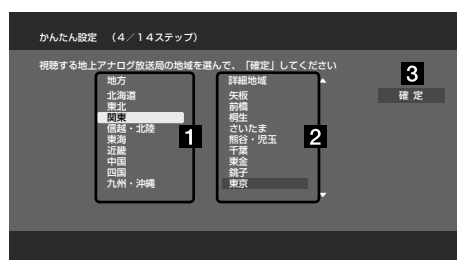 かんたん設定 （4／14ステップ）
視聴する地上アナログ放送局の地域を選んで、「確定」してください
地方
北海道
東北
関東
信越・北陸
東海
近畿
中国
四国
九州・沖縄
1
詳細地域
矢板
前橋
桐生
さいたま
熊谷・児玉
千葉
東金
銚子
東京
2
3
確 定